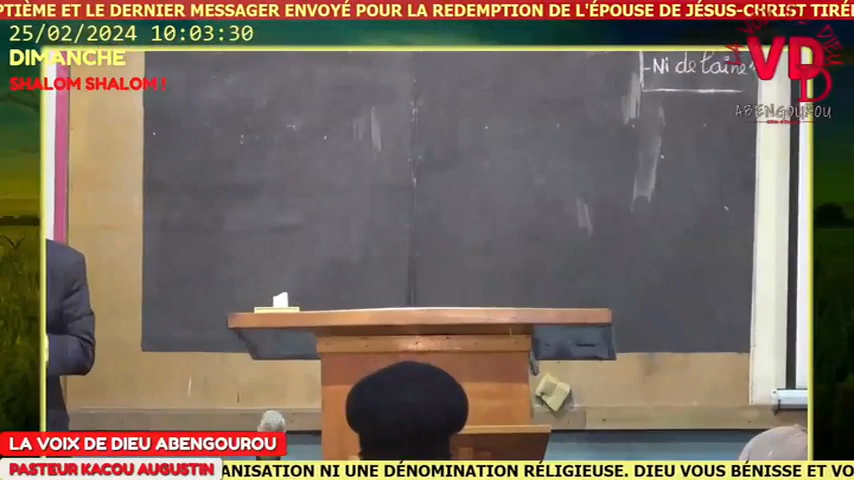 PTIÈME ET LE DERNIER MESSAGER ENVOYÉ POUR LA REDEMPTION DE L'ÉPOUSE DE JÉSUS-CHRIST TIRÉ
25/02/2024 10:03:30
DIMANCHE
SHALOM SHALOM !
-Ni de laine
VD
D
ABENGOUROU
LA VOIX DE DIEU ABENGOUROU
PASTEUR KACOU AUGUSTIN
ANISATION NI UNE DÉNOMINATION RÉLIGIEUSE. DIEU VOUS BÉNISSE ET VO